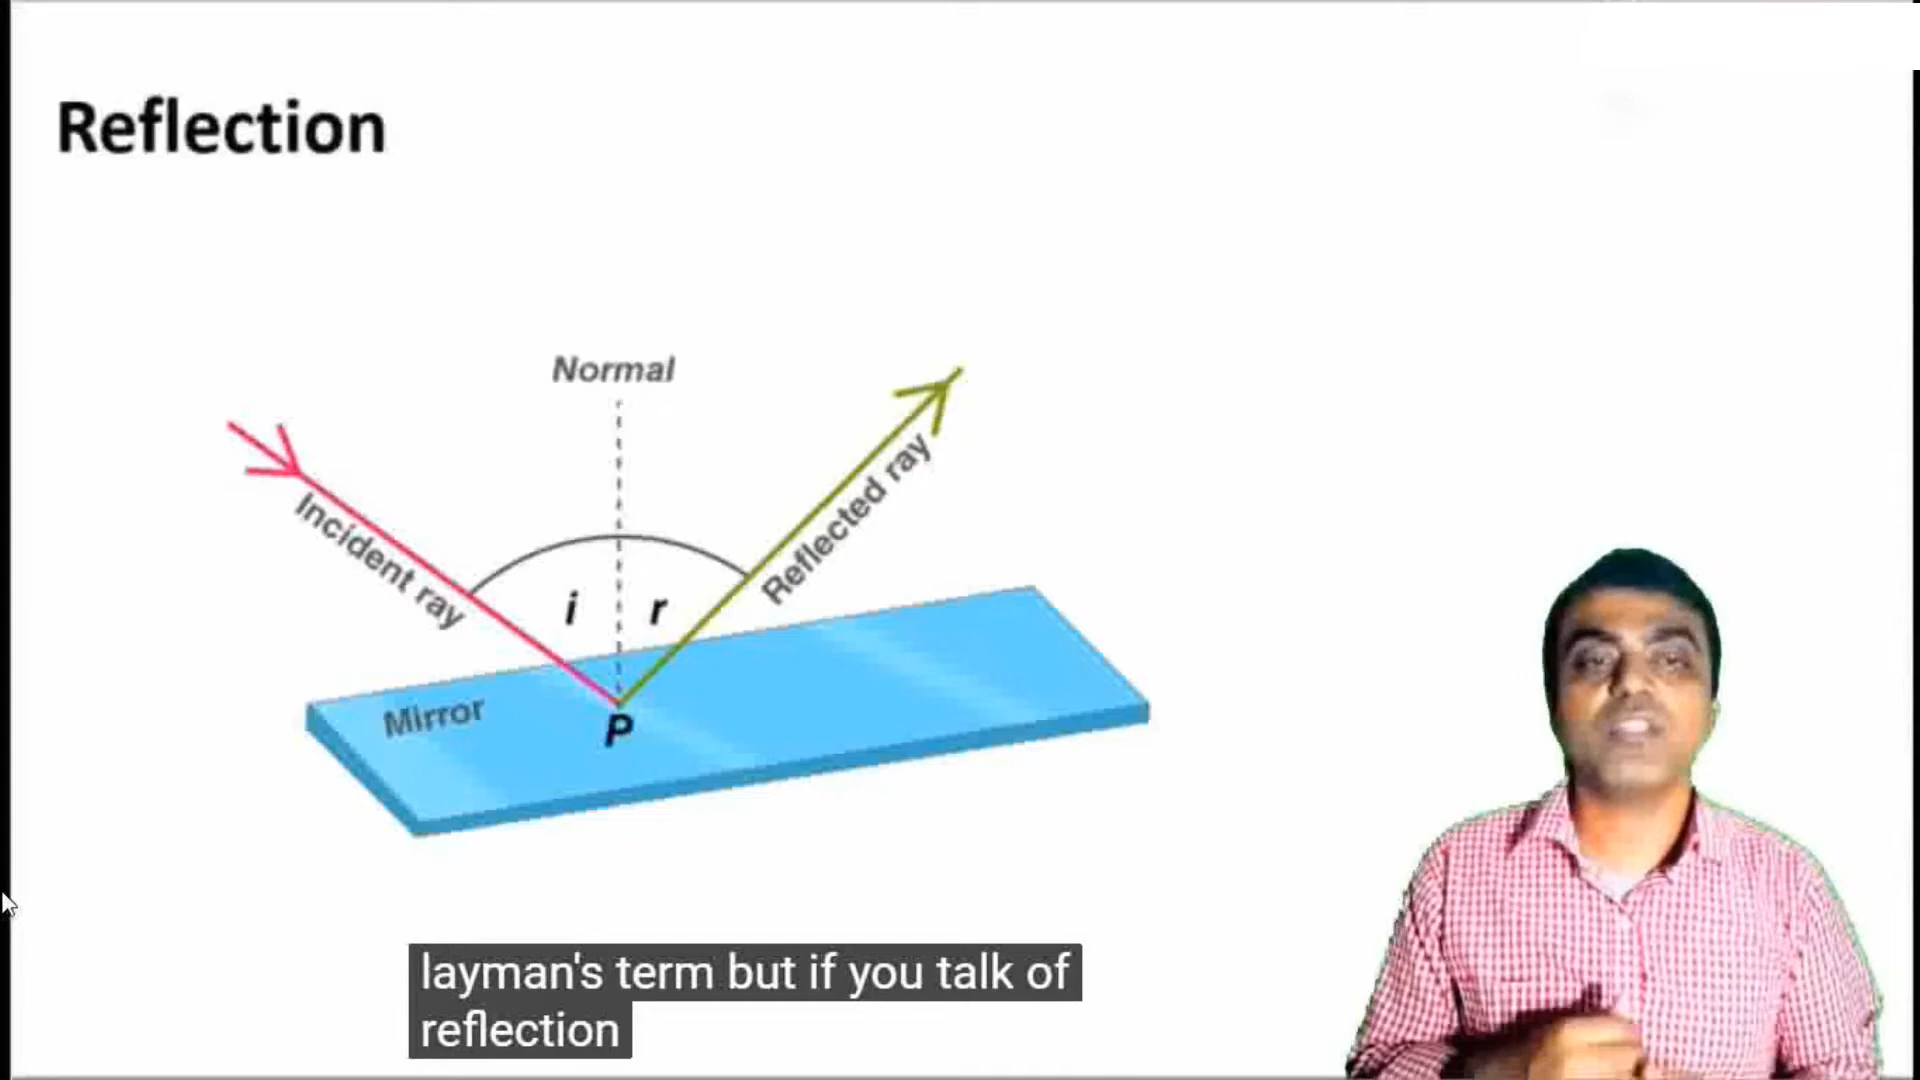 Reflection
Normal
Incident ray
Reflected ray
i
r
Mirror
P
layman's term but if you talk of
reflection